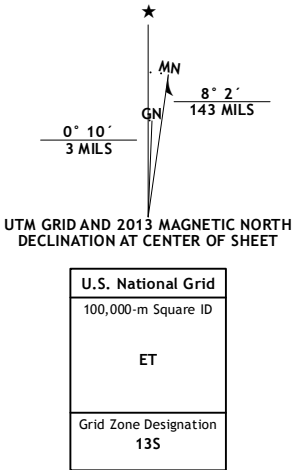 ★
MN
8° 2´
143 MILS
GN
0° 10´
3 MILS
UTM GRID AND 2013 MAGNETIC NORTH
DECLINATION AT CENTER OF SHEET
U.S. National Grid
100,000-m Square ID
ET
Grid Zone Designation
13S